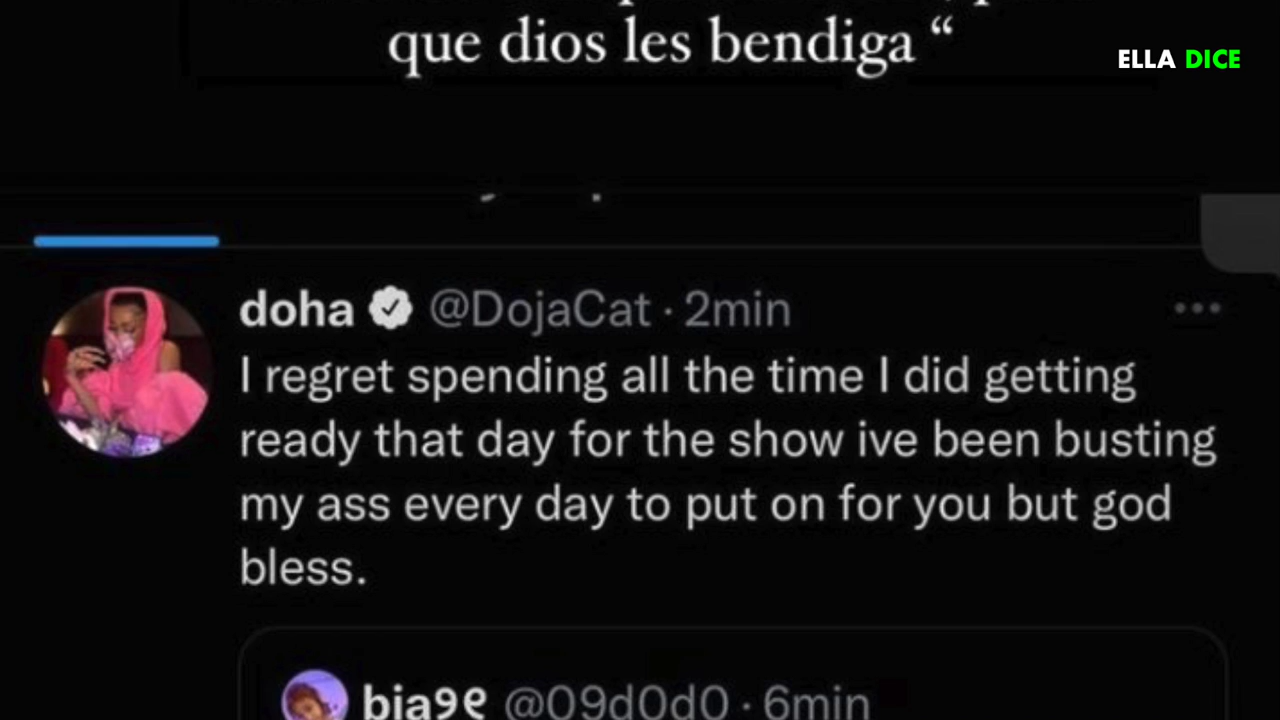 que dios les bendiga “
ELLA DICE
doha @DojaCat · 2min
I regret spending all the time I did getting
ready that day for the show ive been busting
my ass every day to put on for you but god
bless.
bia9e @09d0d0 · 6min